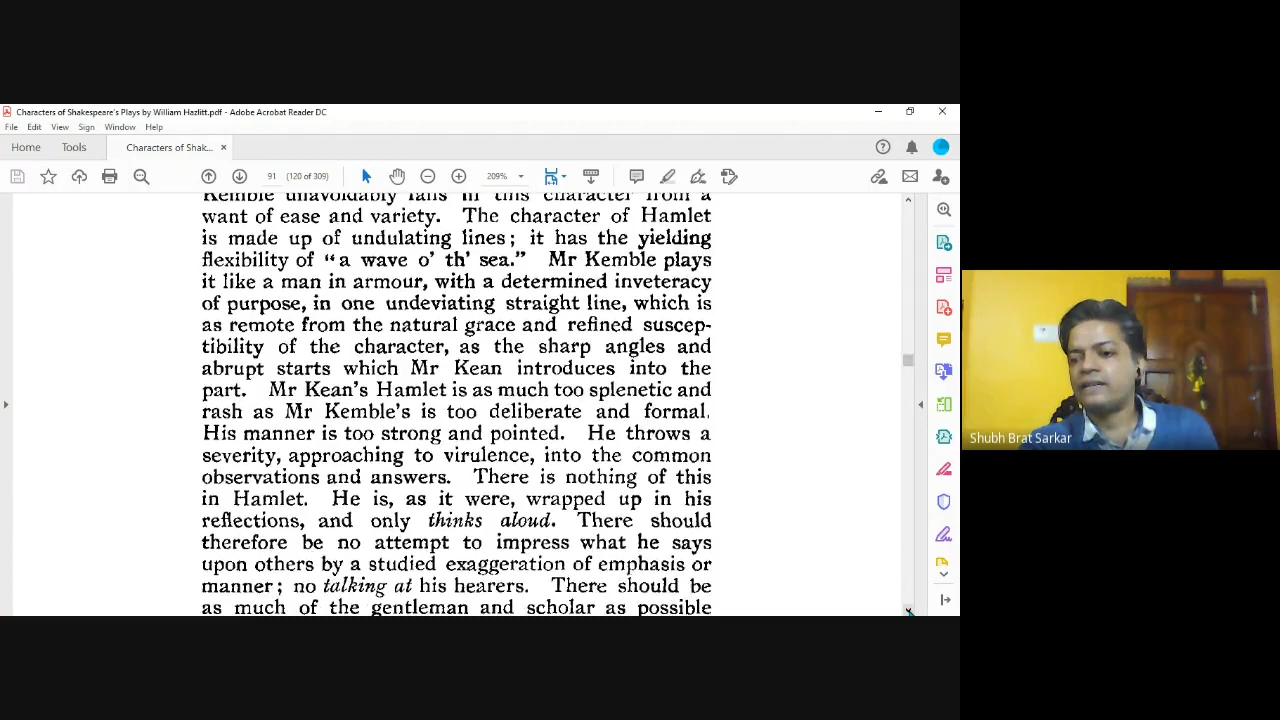 Characters of Shakespeare's Plays by William Hazlitt.pdf - Adobe Acrobat Reader DC
File Edit View Sign Window Help
Home Tools Characters of Shak... ×
91 (120 of 309) 209%
Kemble unavoidably fails in this character from a
want of ease and variety. The character of Hamlet
is made up of undulating lines; it has the yielding
flexibility of "a wave o' th' sea." Mr Kemble plays
it like a man in armour, with a determined inveteracy
of purpose, in one undeviating straight line, which is
as remote from the natural grace and refined suscep-
tibility of the character, as the sharp angles and
abrupt starts which Mr Kean introduces into the
part. Mr Kean's Hamlet is as much too splenetic and
rash as Mr Kemble's is too deliberate and formal.
His manner is too strong and pointed. He throws a
severity, approaching to virulence, into the common
observations and answers. There is nothing of this
in Hamlet. He is, as it were, wrapped up in his
reflections, and only thinks aloud. There should
therefore be no attempt to impress what he says
upon others by a studied exaggeration of emphasis or
manner; no talking at his hearers. There should be
as much of the gentleman and scholar as possible
Shubh Brat Sarkar